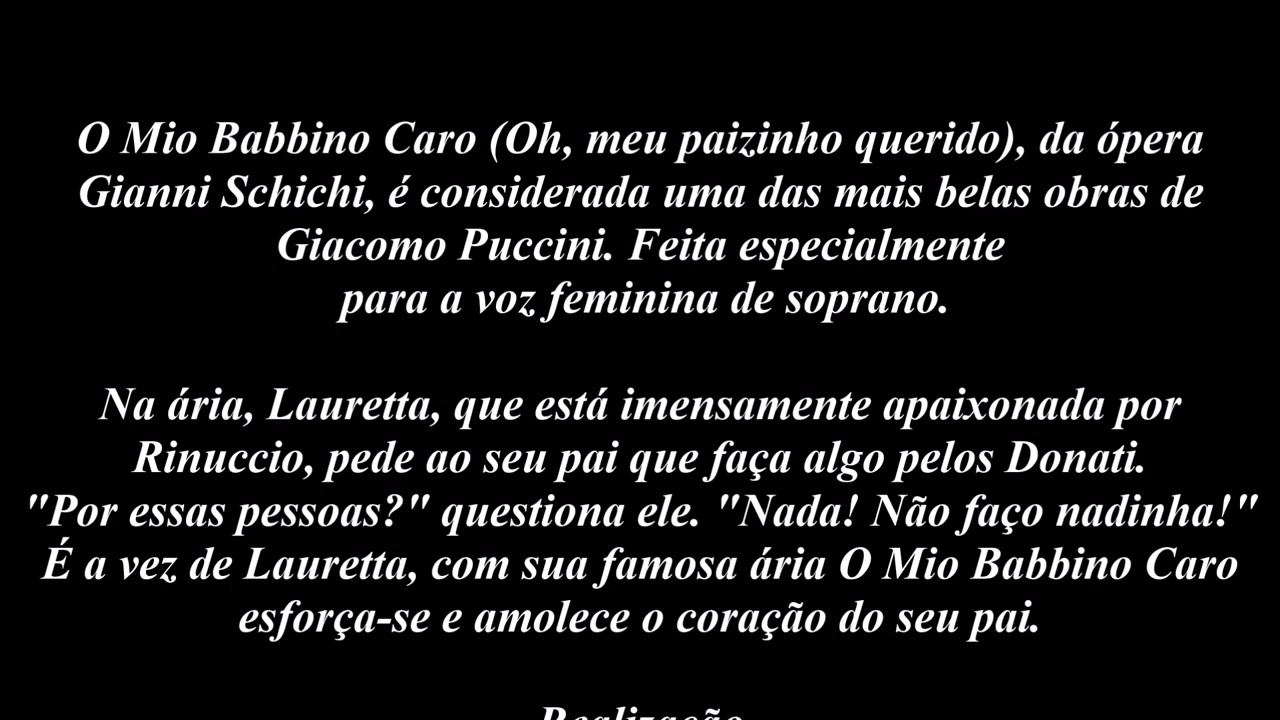 O Mio Babbino Caro (Oh, meu paizinho querido), da ópera
Gianni Schichi, é considerada uma das mais belas obras de
Giacomo Puccini. Feita especialmente
para a voz feminina de soprano.
Na ária, Lauretta, que está imensamente apaixonada por
Rinuccio, pede ao seu pai que faça algo pelos Donati.
"Por essas pessoas?" questiona ele. "Nada! Não faço nadinha!"
É a vez de Lauretta, com sua famosa ária O Mio Babbino Caro
esforça-se e amolece o coração do seu pai.
Realização